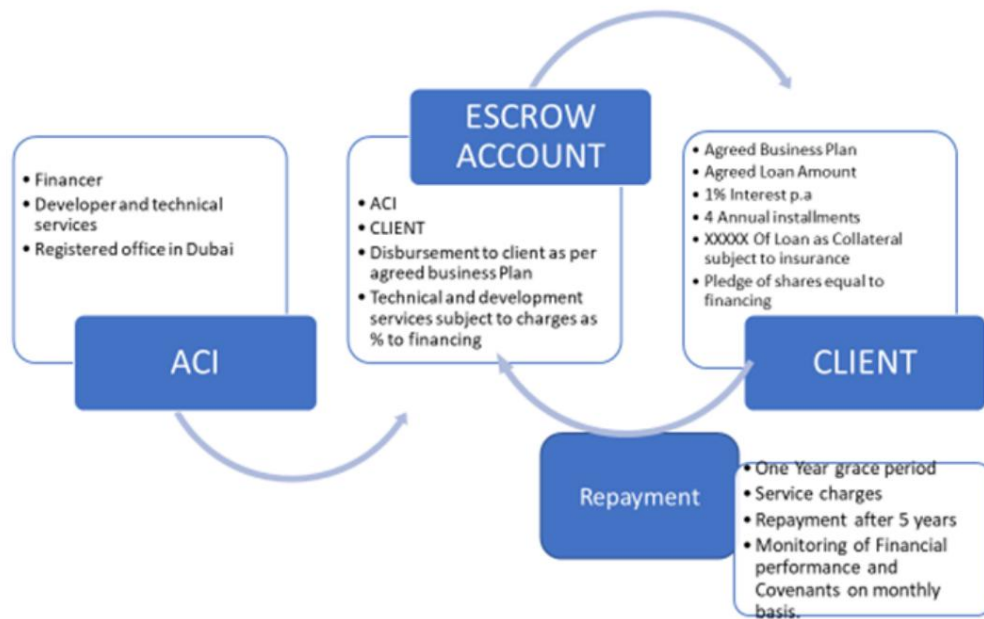 • Financer
• Developer and technical
services
• Registered office in Dubai
ACI
ESCROW
ACCOUNT
• ACI
• CLIENT
• Disbursement to client as per
agreed business Plan
• Technical and development
services subject to charges as
% to financing
• Agreed Business Plan
• Agreed Loan Amount
• 1% Interest p.a
• 4 Annual installments
• XXXXX Of Loan as Collateral
subject to insurance
• Pledge of shares equal to
financing
CLIENT
Repayment
• One Year grace period
• Service charges
• Repayment after 5 years
• Monitoring of Financial
performance and
Covenants on monthly
basis.